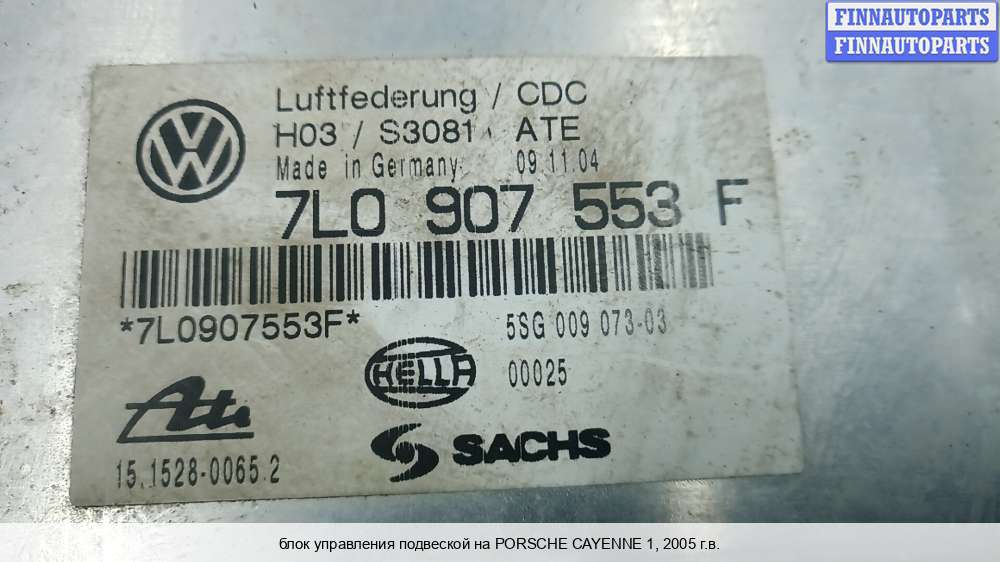 FINNAUTOPARTS
FINNAUTOPARTS
Luftfederung / CDC
H03 / S3081 ATE
Made in Germany 09.11.04
7L0 907 553 F
*7L0907553F* 5SG 009 073-03
HELLA 00025
Ate SACHS
15.1528-0065.2
блок управления подвеской на PORSCHE CAYENNE 1, 2005 г.в.